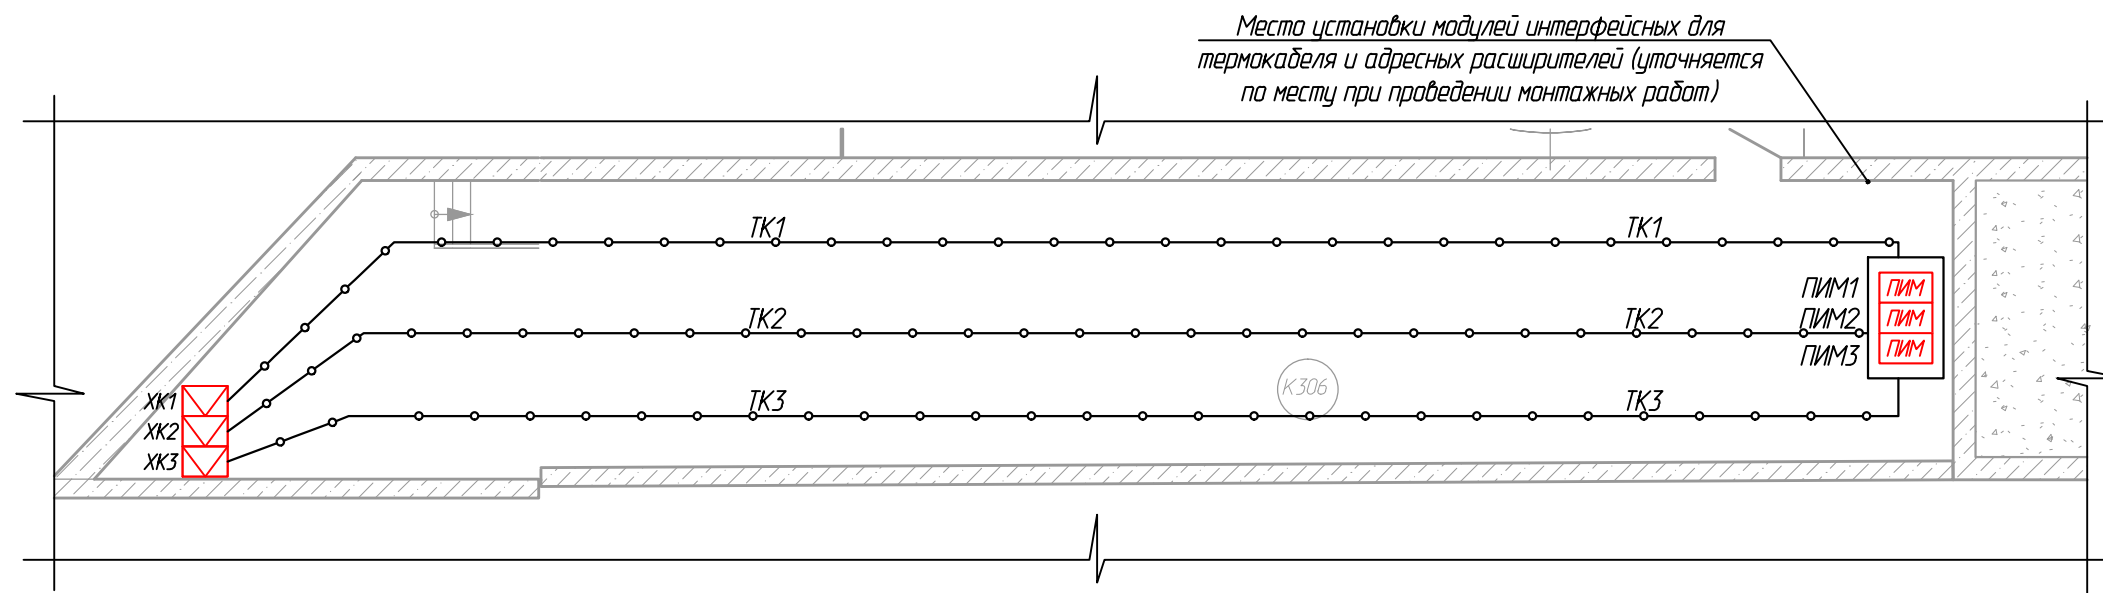 Место установки модулей интерфейсных для
термокабеля и адресных расширителей (уточняется
по месту при проведении монтажных работ)
ТК1 ТК1
ПИМ1 ПИМ
ТК2 ТК2 ПИМ2 ПИМ
ПИМ3 ПИМ
К306
ХК1 ТК3 ТК3
ХК2
ХК3